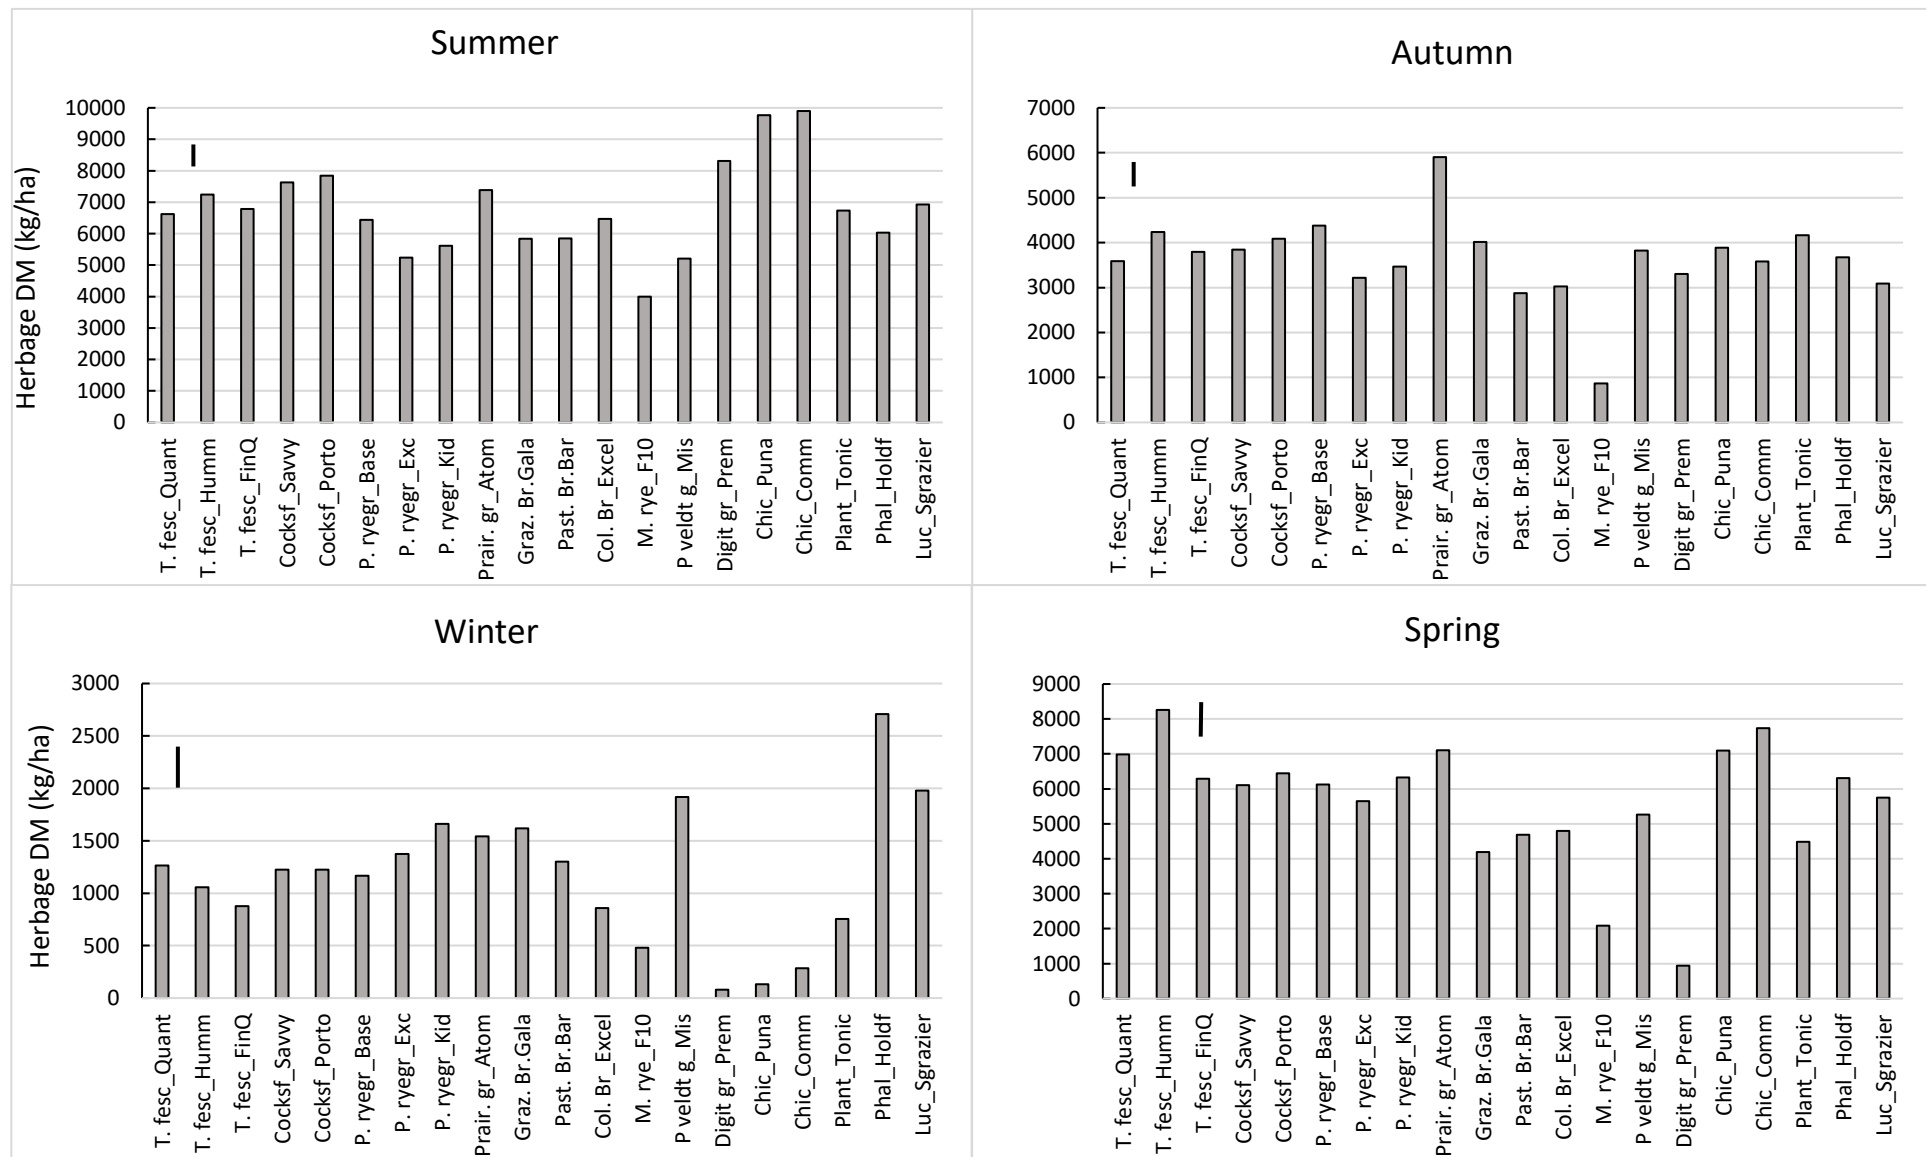 Summer
Herbage DM (kg/ha)
10000
9000
8000
7000
6000
5000
4000
3000
2000
1000
0
T. fesc_Quant
T. fesc_Humm
T. fesc_FinQ
Cocksf_Savvy
Cocksf_Porto
P. ryegr_Base
P. ryegr_Exc
P. ryegr_Kid
Prair. gr_Atom
Graz. Br.Gala
Past. Br.Bar
Col. Br_Excel
M. rye_F10
P veldt g_Mis
Digit gr_Prem
Chic_Puna
Chic_Comm
Plant_Tonic
Phal_Holdf
Luc_Sgrazier
Autumn
7000
6000
5000
4000
3000
2000
1000
0
T. fesc_Quant
T. fesc_Humm
T. fesc_FinQ
Cocksf_Savvy
Cocksf_Porto
P. ryegr_Base
P. ryegr_Exc
P. ryegr_Kid
Prair. gr_Atom
Graz. Br.Gala
Past. Br.Bar
Col. Br_Excel
M. rye_F10
P veldt g_Mis
Digit gr_Prem
Chic_Puna
Chic_Comm
Plant_Tonic
Phal_Holdf
Luc_Sgrazier
Winter
Herbage DM (kg/ha)
3000
2500
2000
1500
1000
500
0
T. fesc_Quant
T. fesc_Humm
T. fesc_FinQ
Cocksf_Savvy
Cocksf_Porto
P. ryegr_Base
P. ryegr_Exc
P. ryegr_Kid
Prair. gr_Atom
Graz. Br.Gala
Past. Br.Bar
Col. Br_Excel
M. rye_F10
P veldt g_Mis
Digit gr_Prem
Chic_Puna
Chic_Comm
Plant_Tonic
Phal_Holdf
Luc_Sgrazier
Spring
9000
8000
7000
6000
5000
4000
3000
2000
1000
0
T. fesc_Quant
T. fesc_Humm
T. fesc_FinQ
Cocksf_Savvy
Cocksf_Porto
P. ryegr_Base
P. ryegr_Exc
P. ryegr_Kid
Prair. gr_Atom
Graz. Br.Gala
Past. Br.Bar
Col. Br_Excel
M. rye_F10
P veldt g_Mis
Digit gr_Prem
Chic_Puna
Chic_Comm
Plant_Tonic
Phal_Holdf
Luc_Sgrazier